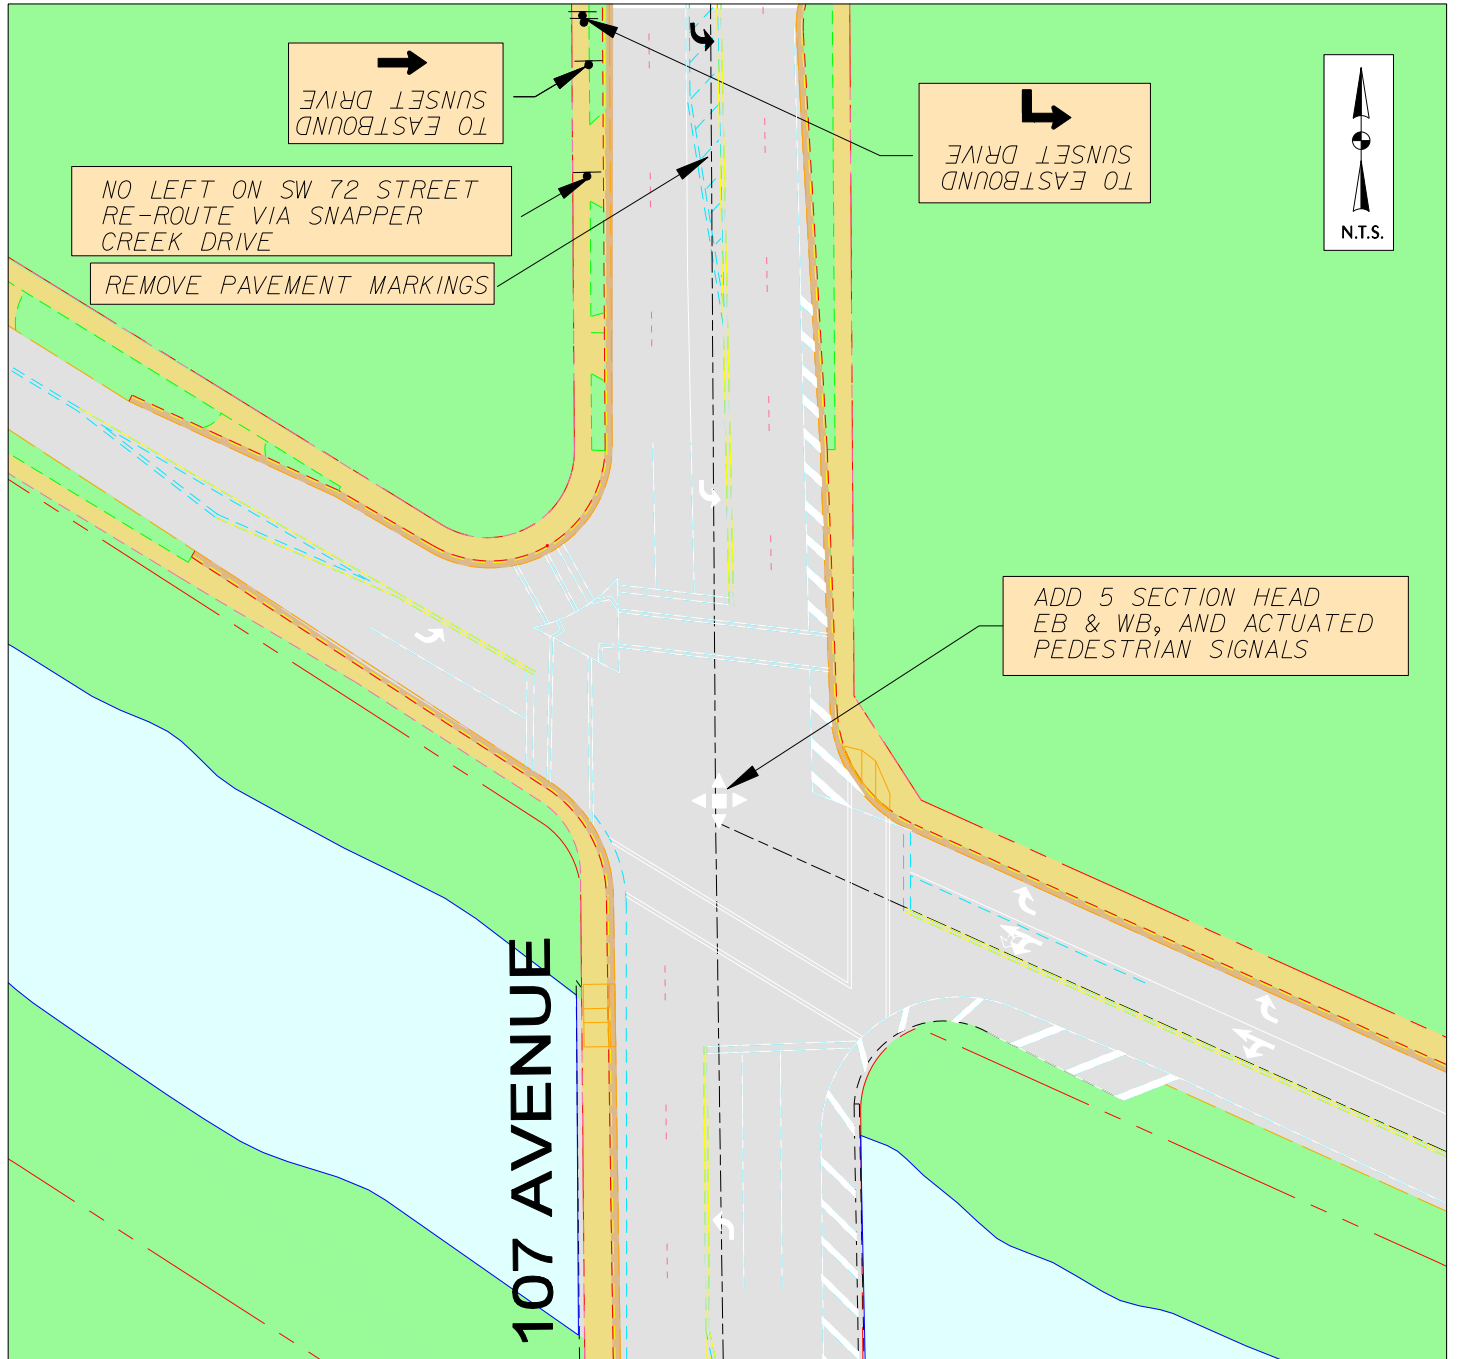 TO EASTBOUND
SUNSET DRIVE
NO LEFT ON SW 72 STREET
RE-ROUTE VIA SNAPPER
CREEK DRIVE
REMOVE PAVEMENT MARKINGS
TO EASTBOUND
SUNSET DRIVE
N.T.S.
ADD 5 SECTION HEAD
EB & WB, AND ACTUATED
PEDESTRIAN SIGNALS
107 AVENUE